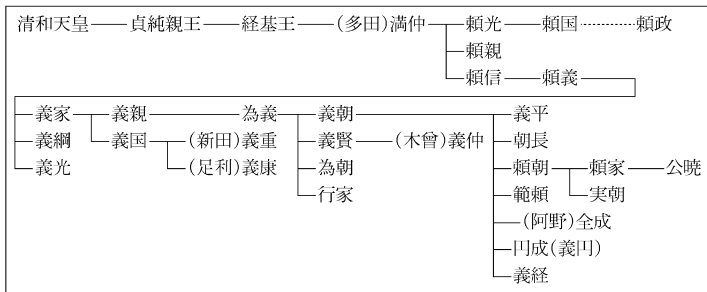 清和天皇 貞純親王 経基王 (多田)満仲 頼光 頼国 頼政
頼親
頼信 頼義
義家 義親 為義 義朝 義平
義綱 義国 (新田)義重 義賢 (木曾)義仲 朝長
義光 (足利)義康 為朝 頼朝 頼家 公暁
行家 範頼 実朝
(阿野)全成
円成(義円)
義経